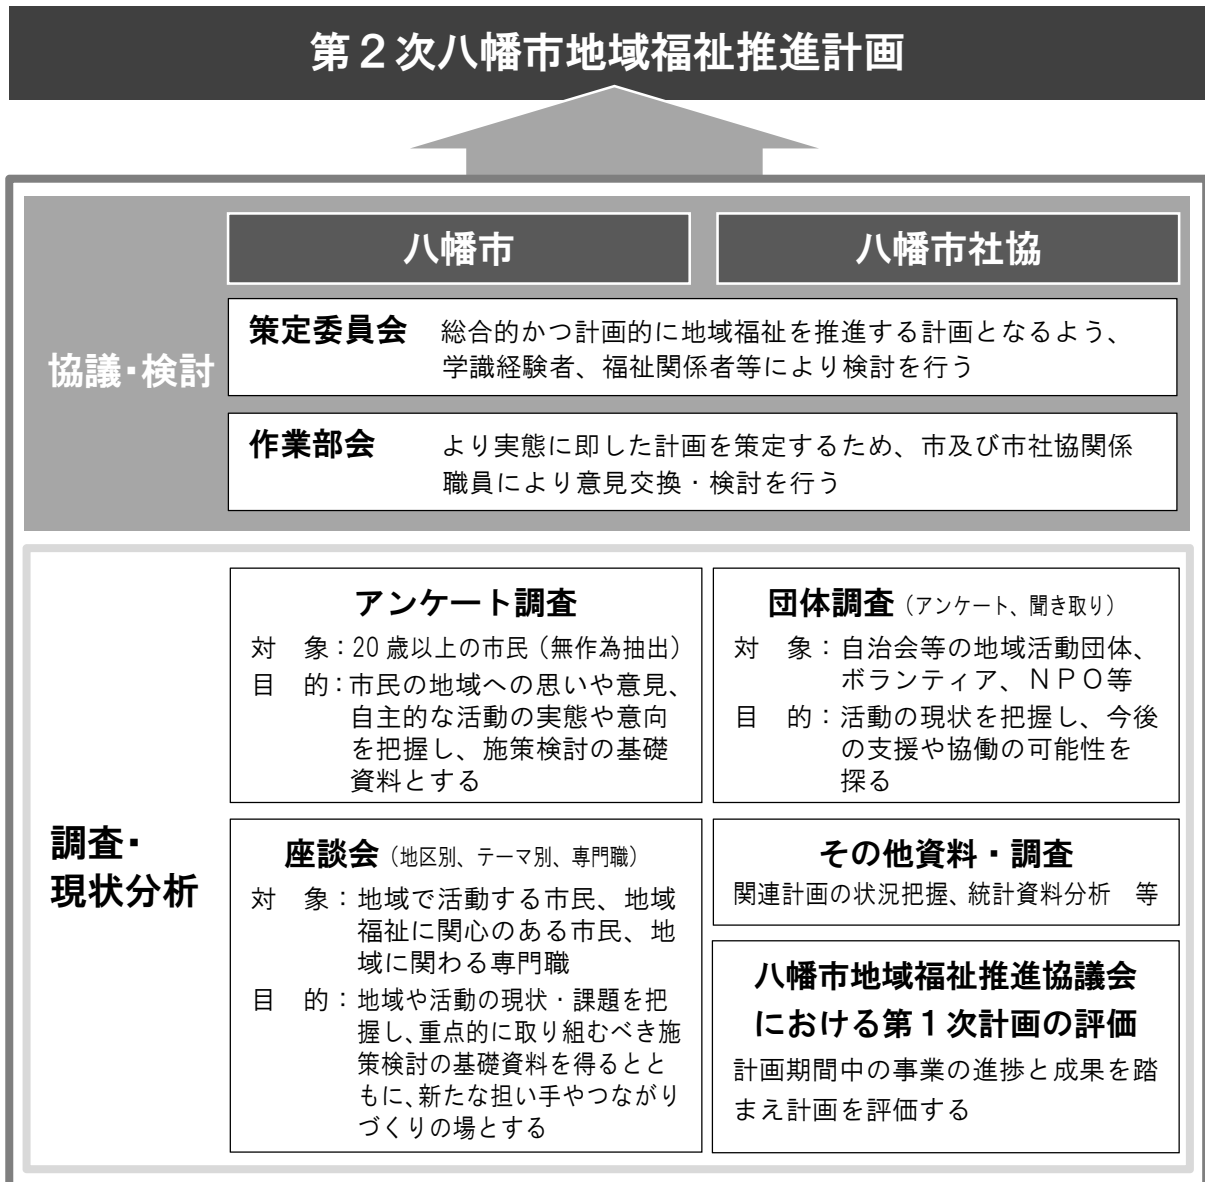 第２次八幡市地域福祉推進計画
協議・検討
八幡市
八幡市社協
策定委員会 総合的かつ計画的に地域福祉を推進する計画となるよう、
学識経験者、福祉関係者等により検討を行う
作業部会 より実態に即した計画を策定するため、市及び市社協関係
職員により意見交換・検討を行う
調査・
現状分析
アンケート調査
対　象：20 歳以上の市民（無作為抽出）
目　的：市民の地域への思いや意見、
自主的な活動の実態や意向
を把握し、施策検討の基礎
資料とする
団体調査（アンケート、聞き取り）
対　象：自治会等の地域活動団体、
ボランティア、ＮＰＯ等
目　的：活動の現状を把握し、今後
の支援や協働の可能性を
探る
座談会（地区別、テーマ別、専門職）
対　象：地域で活動する市民、地域
福祉に関心のある市民、地
域に関わる専門職
目　的：地域や活動の現状・課題を把
握し、重点的に取り組むべき施
策検討の基礎資料を得るとと
もに、新たな担い手やつながり
づくりの場とする
その他資料・調査
関連計画の状況把握、統計資料分析　等
八幡市地域福祉推進協議会
における第１次計画の評価
計画期間中の事業の進捗と成果を踏
まえ計画を評価する